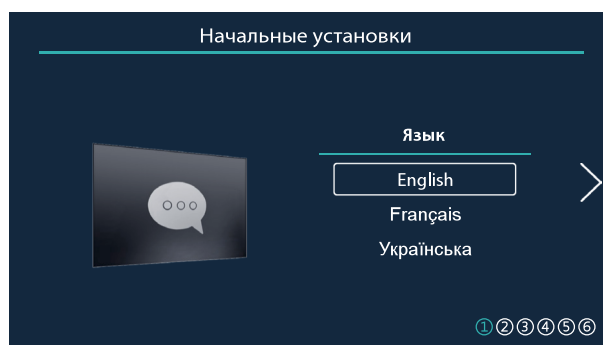 Начальные установки
Язык
English
Français
Українська
①②③④⑤⑥